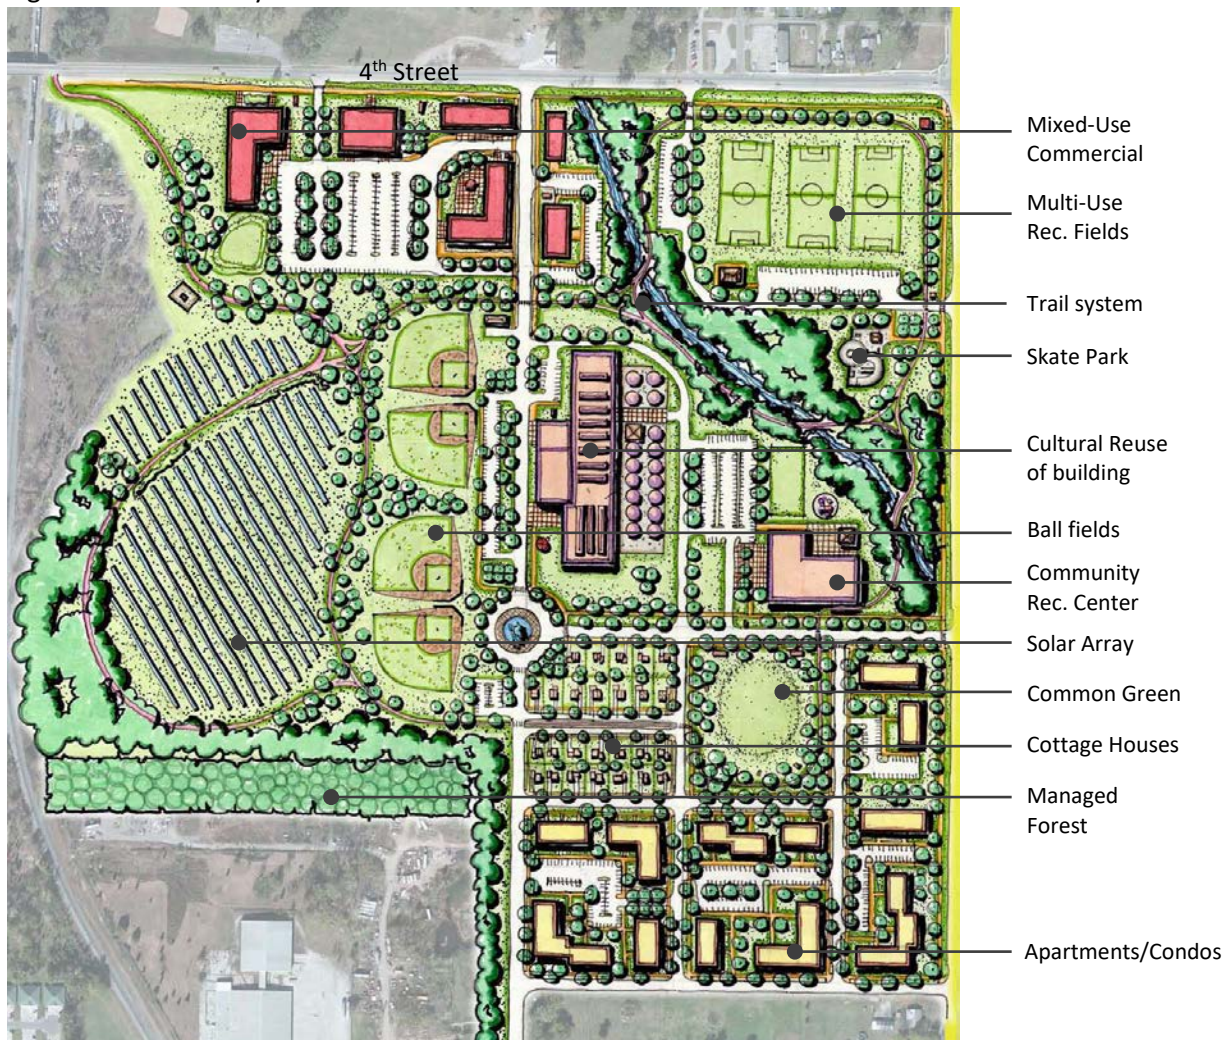 4th Street
Mixed-Use
Commercial
Multi-Use
Rec. Fields
Trail system
Skate Park
Cultural Reuse
of building
Ball fields
Community
Rec. Center
Solar Array
Common Green
Cottage Houses
Managed
Forest
Apartments/Condos